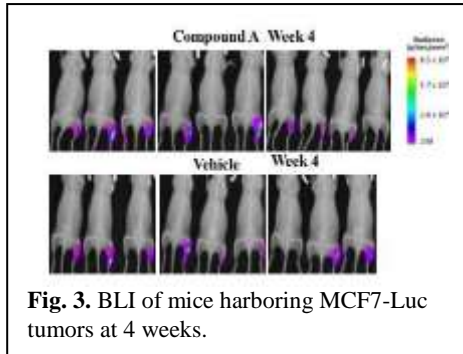 Compound A Week 4
Vehicle Week 4
Fig. 3. BLI of mice harboring MCF7-Luc
tumors at 4 weeks.